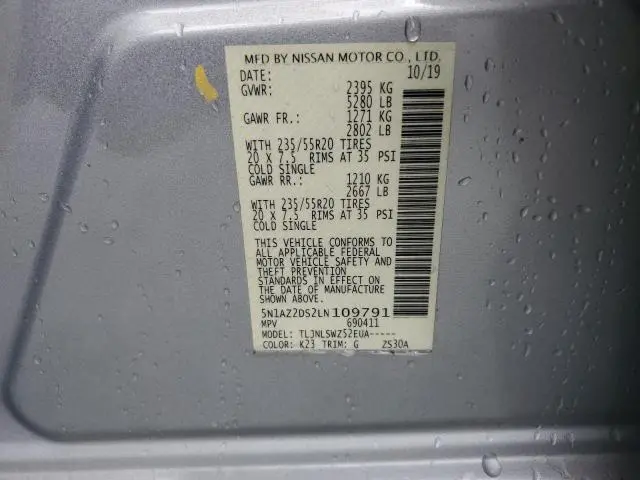 MFD BY NISSAN MOTOR CO., LTD.
DATE: 10/19
GVWR: 2395 KG
5280 LB
GAWR FR.: 1271 KG
2802 LB
WITH 235/55R20 TIRES
20 X 7.5 RIMS AT 35 PSI
COLD SINGLE
GAWR RR.: 1210 KG
2667 LB
WITH 235/55R20 TIRES
20 X 7.5 RIMS AT 35 PSI
COLD SINGLE
THIS VEHICLE CONFORMS TO
ALL APPLICABLE FEDERAL
MOTOR VEHICLE SAFETY AND
THEFT PREVENTION
STANDARDS IN EFFECT ON
THE DATE OF MANUFACTURE
SHOWN ABOVE.
5N1AZ2DS2LN109791
MPV 690411
MODEL: TLJNLSWZS2EUA-----
COLOR: K23 TRIM: G ZS30A